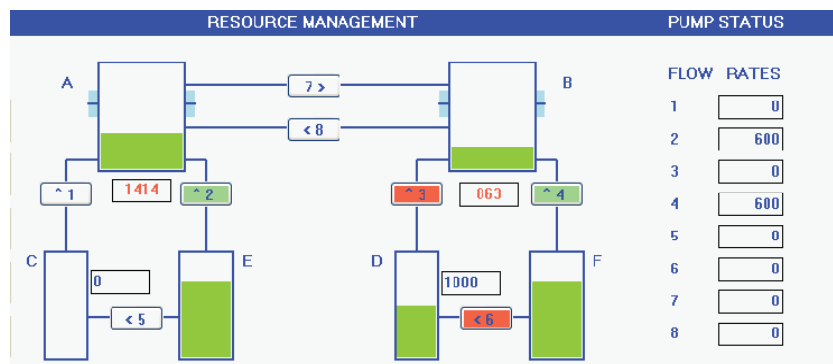 RESOURCE MANAGEMENT PUMP STATUS
FLOW RATES
A 7 > B
< 8
1 0
2 600
3 0
4 600
5 0
6 0
7 0
8 0
^ 1 1414 ^ 2 ^ 3 863 ^ 4
C E D F
0 1000
< 5 < 6